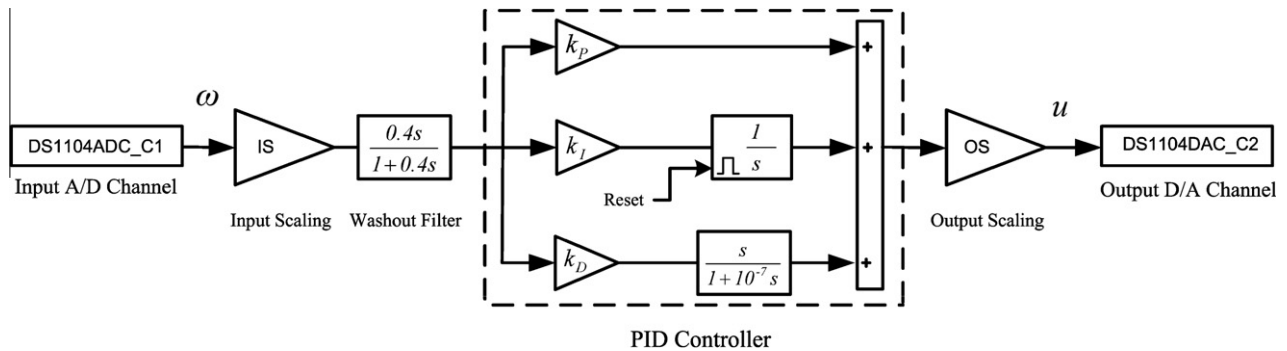 k_P
ω
u
DS1104ADC_C1
IS
0.4s
1+0.4s
k_I
1
s
OS
DS1104DAC_C2
Input A/D Channel
Reset
Output D/A Channel
Input Scaling
Washout Filter
Output Scaling
k_D
s
1+10^-7 s
+
+
+
PID Controller